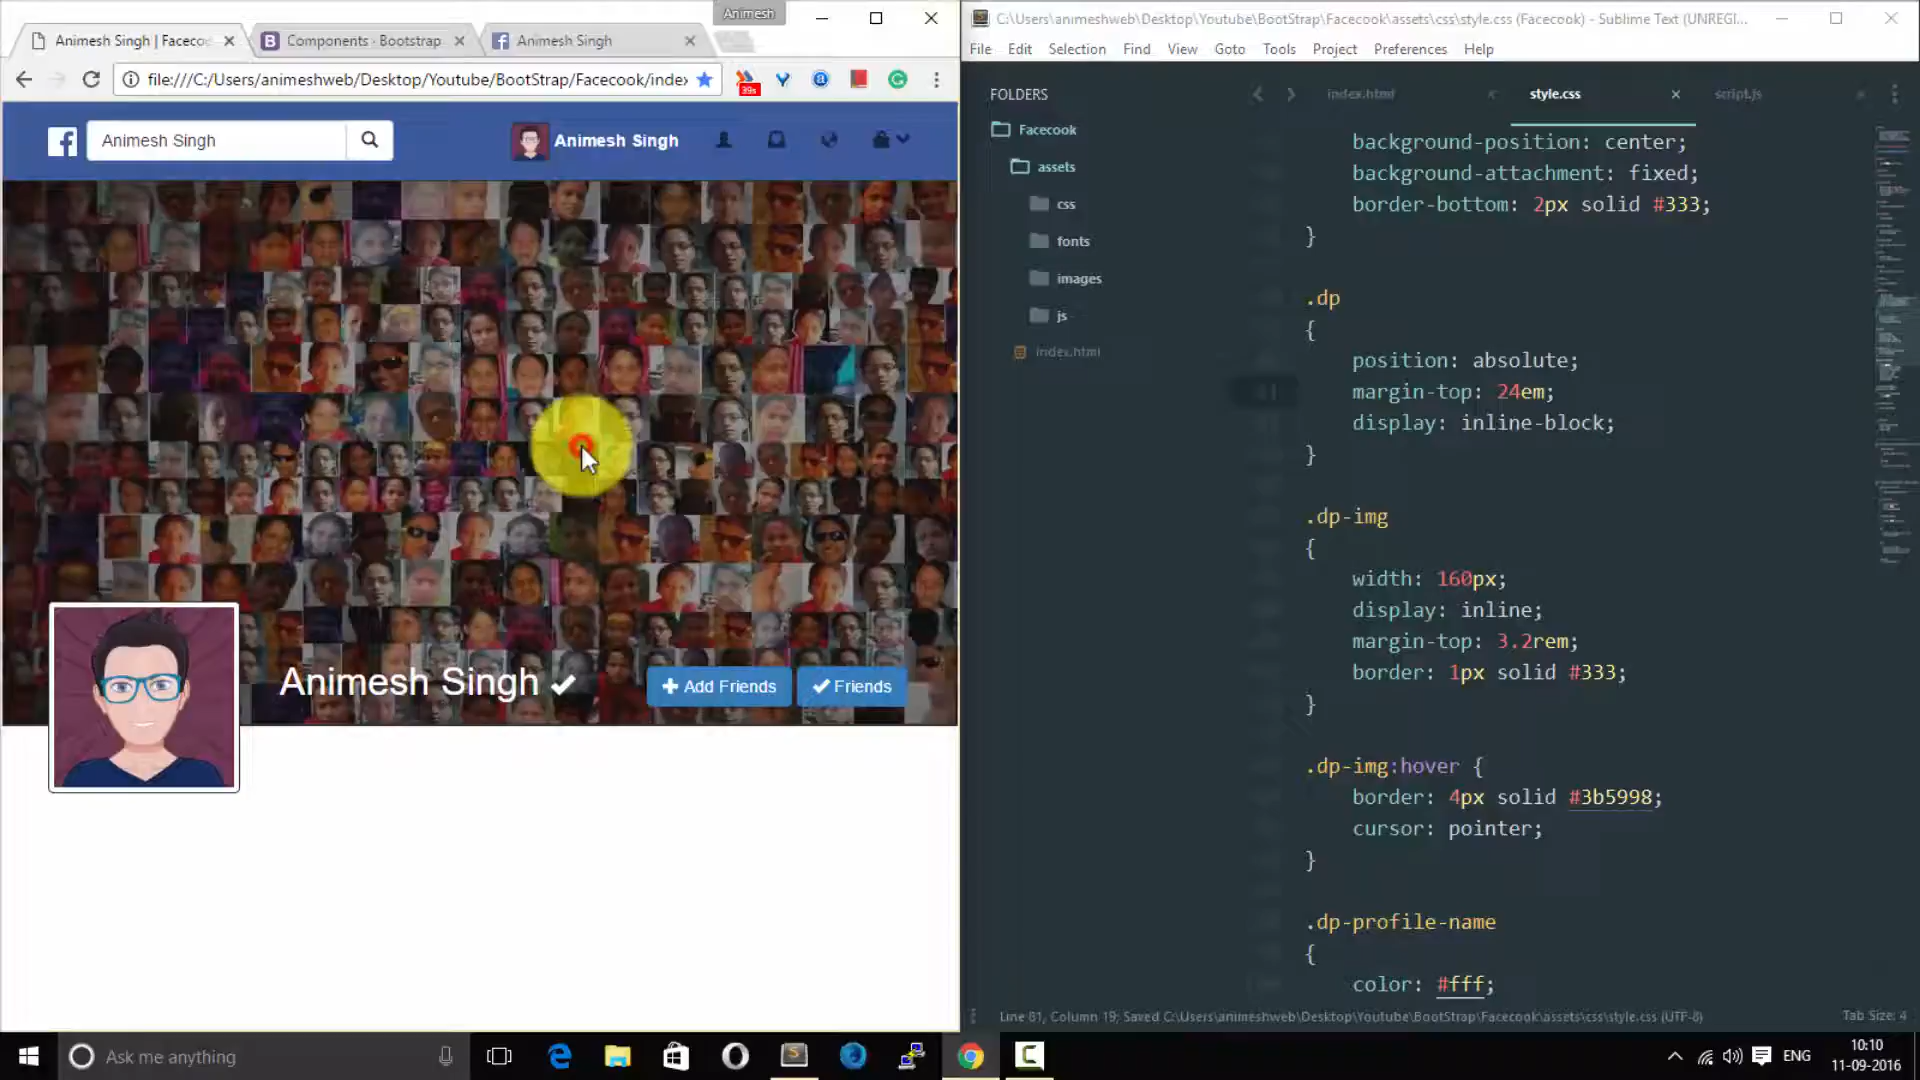 Animesh
Animesh Singh | Faceco
Components · Bootstrap
Animesh Singh
file:///C:/Users/animeshweb/Desktop/Youtube/BootStrap/Facecook/index
39s
Animesh Singh
Animesh Singh
Animesh Singh
Add Friends
Friends
C:\Users\animeshweb\Desktop\Youtube\BootStrap\Facecook\assets\css\style.css (Facecook) - Sublime Text (UNREGI...
File Edit Selection Find View Goto Tools Project Preferences Help
FOLDERS
Facecook
assets
css
fonts
images
js
index.html
index.html
style.css
script.js
background-position: center;
background-attachment: fixed;
border-bottom: 2px solid #333;
}
.dp
{
position: absolute;
margin-top: 24em;
display: inline-block;
}
.dp-img
{
width: 160px;
display: inline;
margin-top: 3.2rem;
border: 1px solid #333;
}
.dp-img:hover {
border: 4px solid #3b5998;
cursor: pointer;
}
.dp-profile-name
{
color: #fff;
Line 81, Column 19; Saved C:\Users\animeshweb\Desktop\Youtube\BootStrap\Facecook\assets\css\style.css (UTF-8)
Tab Size: 4
Ask me anything
ENG
10:10
11-09-2016